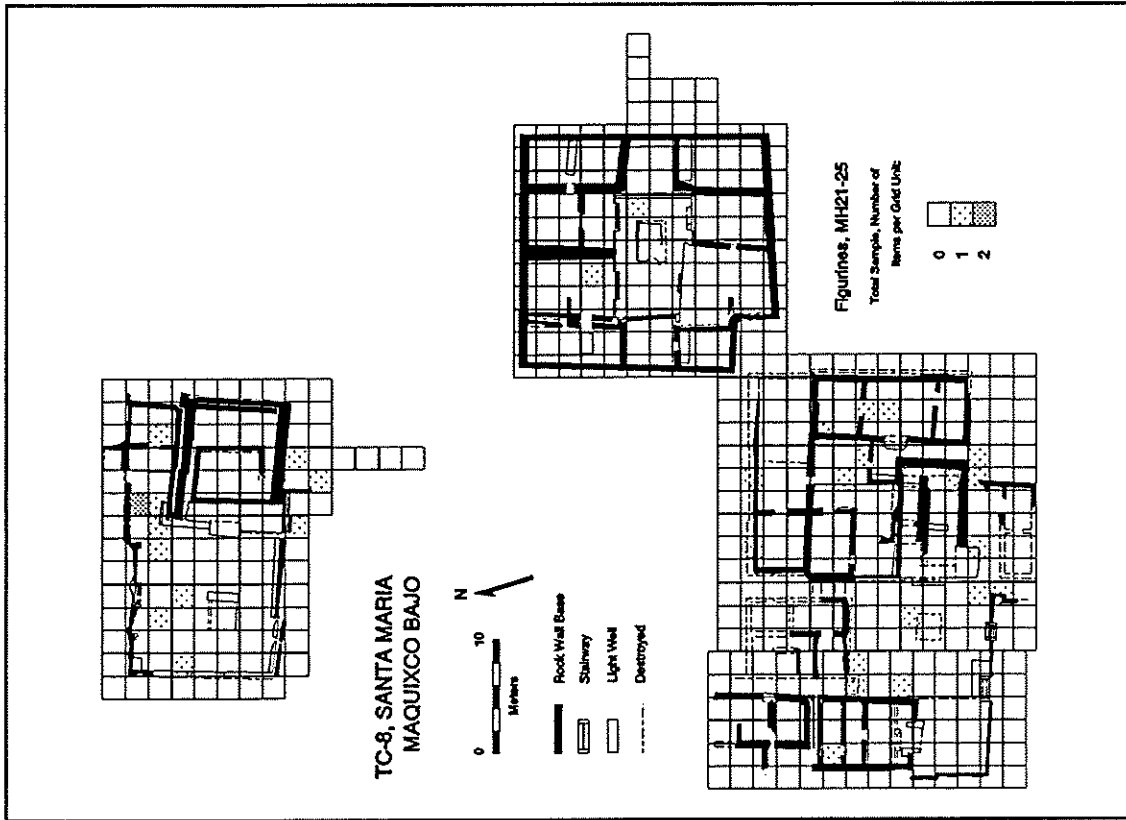 TC-8, SANTA MARIA
MAQUIXCO BAJO
N
0 10
Meters
Rock Wall Base
Stairway
Light Well
Destroyed
Figurines, MH21-25
Total Sample, Number of
Items per Grid Unit:
0
1
2